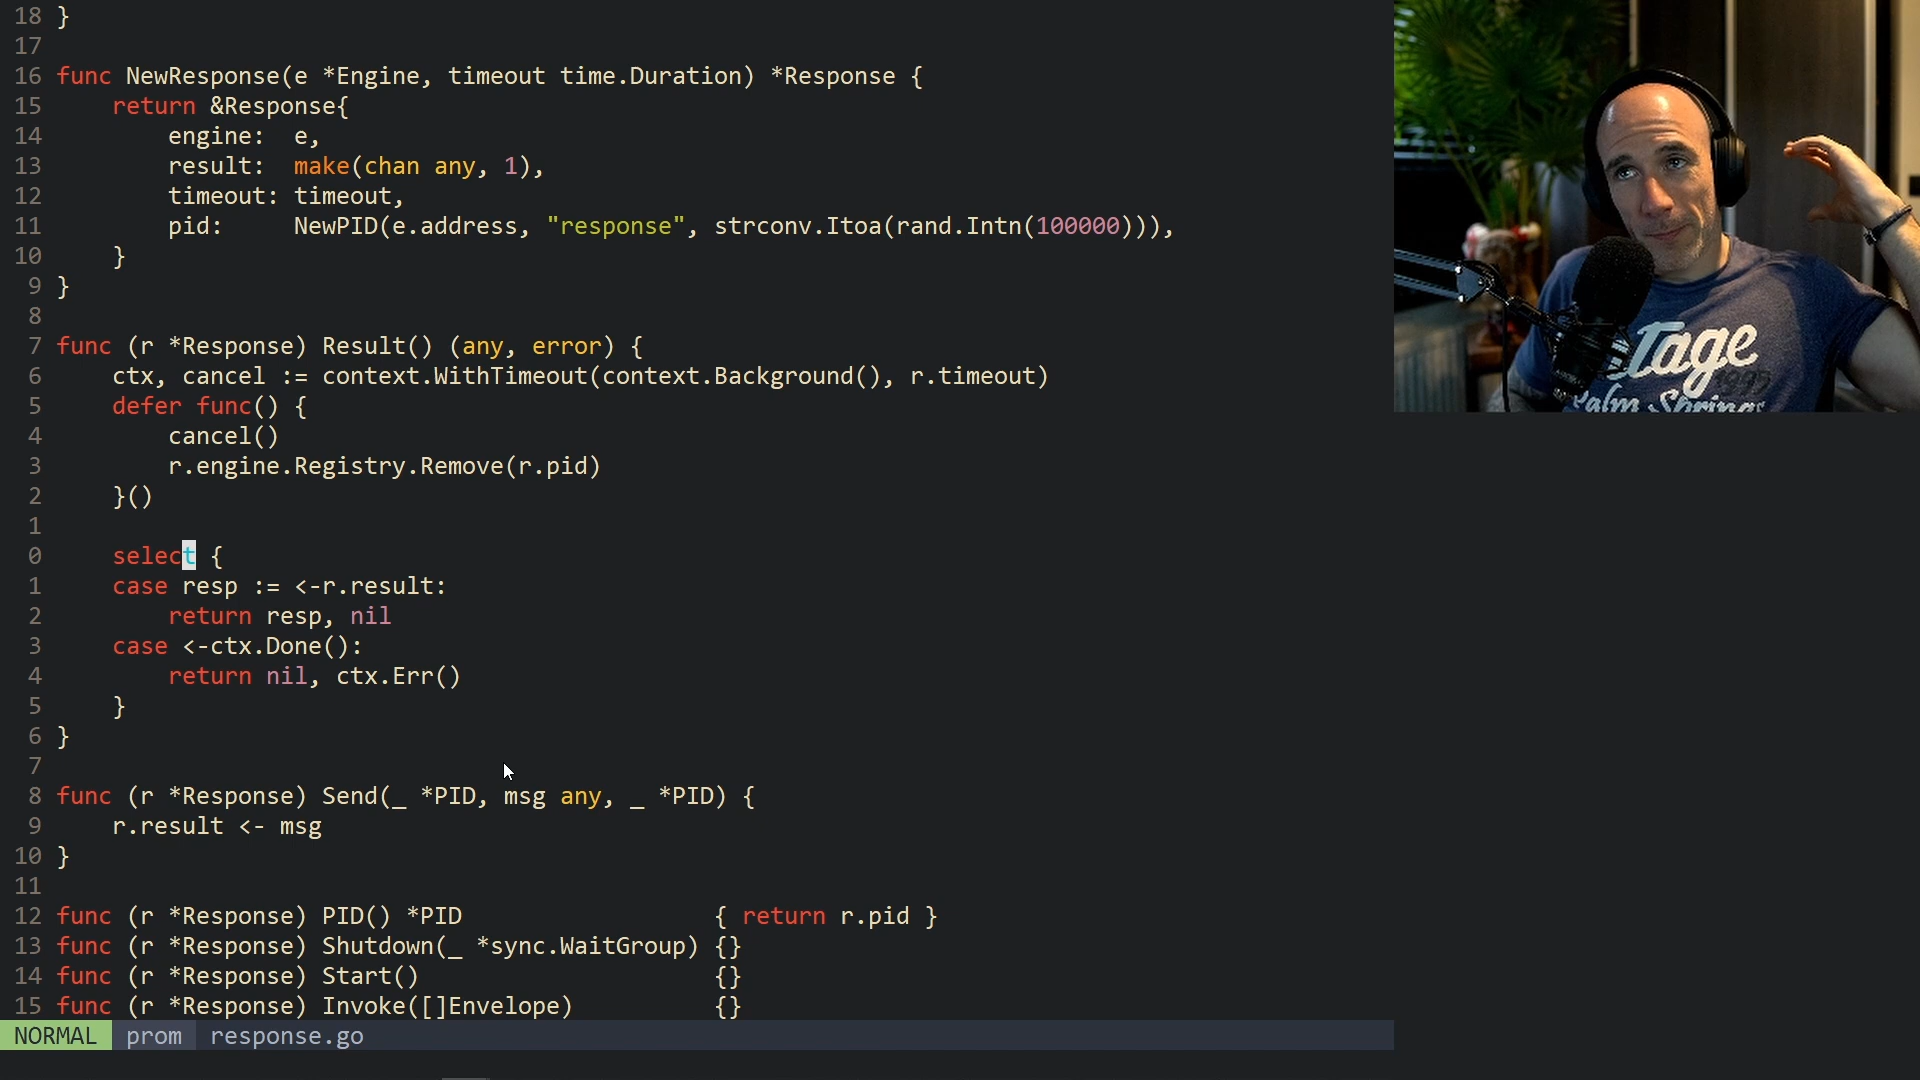 18 }
17
16 func NewResponse(e *Engine, timeout time.Duration) *Response {
15     return &Response{
14         engine:  e,
13         result:  make(chan any, 1),
12         timeout: timeout,
11         pid:     NewPID(e.address, "response", strconv.Itoa(rand.Intn(100000))),
10     }
9 }
8
7 func (r *Response) Result() (any, error) {
6     ctx, cancel := context.WithTimeout(context.Background(), r.timeout)
5     defer func() {
4         cancel()
3         r.engine.Registry.Remove(r.pid)
2     }()
1
0     select {
1     case resp := <-r.result:
2         return resp, nil
3     case <-ctx.Done():
4         return nil, ctx.Err()
5     }
6 }
7
8 func (r *Response) Send(_ *PID, msg any, _ *PID) {
9     r.result <- msg
10 }
11
12 func (r *Response) PID() *PID                  { return r.pid }
13 func (r *Response) Shutdown(_ *sync.WaitGroup) {}
14 func (r *Response) Start()                     {}
15 func (r *Response) Invoke([]Envelope)          {}
NORMAL prom response.go
tage
1995
Palm Springs